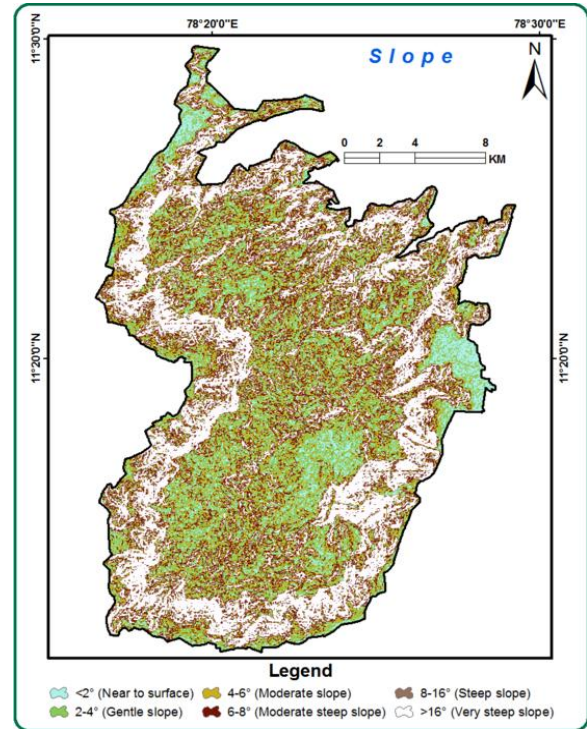 78°20'0"E 78°30'0"E
11°30'0"N
Slope
N
0 2 4 8
KM
11°20'0"N 11°20'0"N
Legend
<2° (Near to surface) 4-6° (Moderate slope) 8-16° (Steep slope)
2-4° (Gentle slope) 6-8° (Moderate steep slope) >16° (Very steep slope)